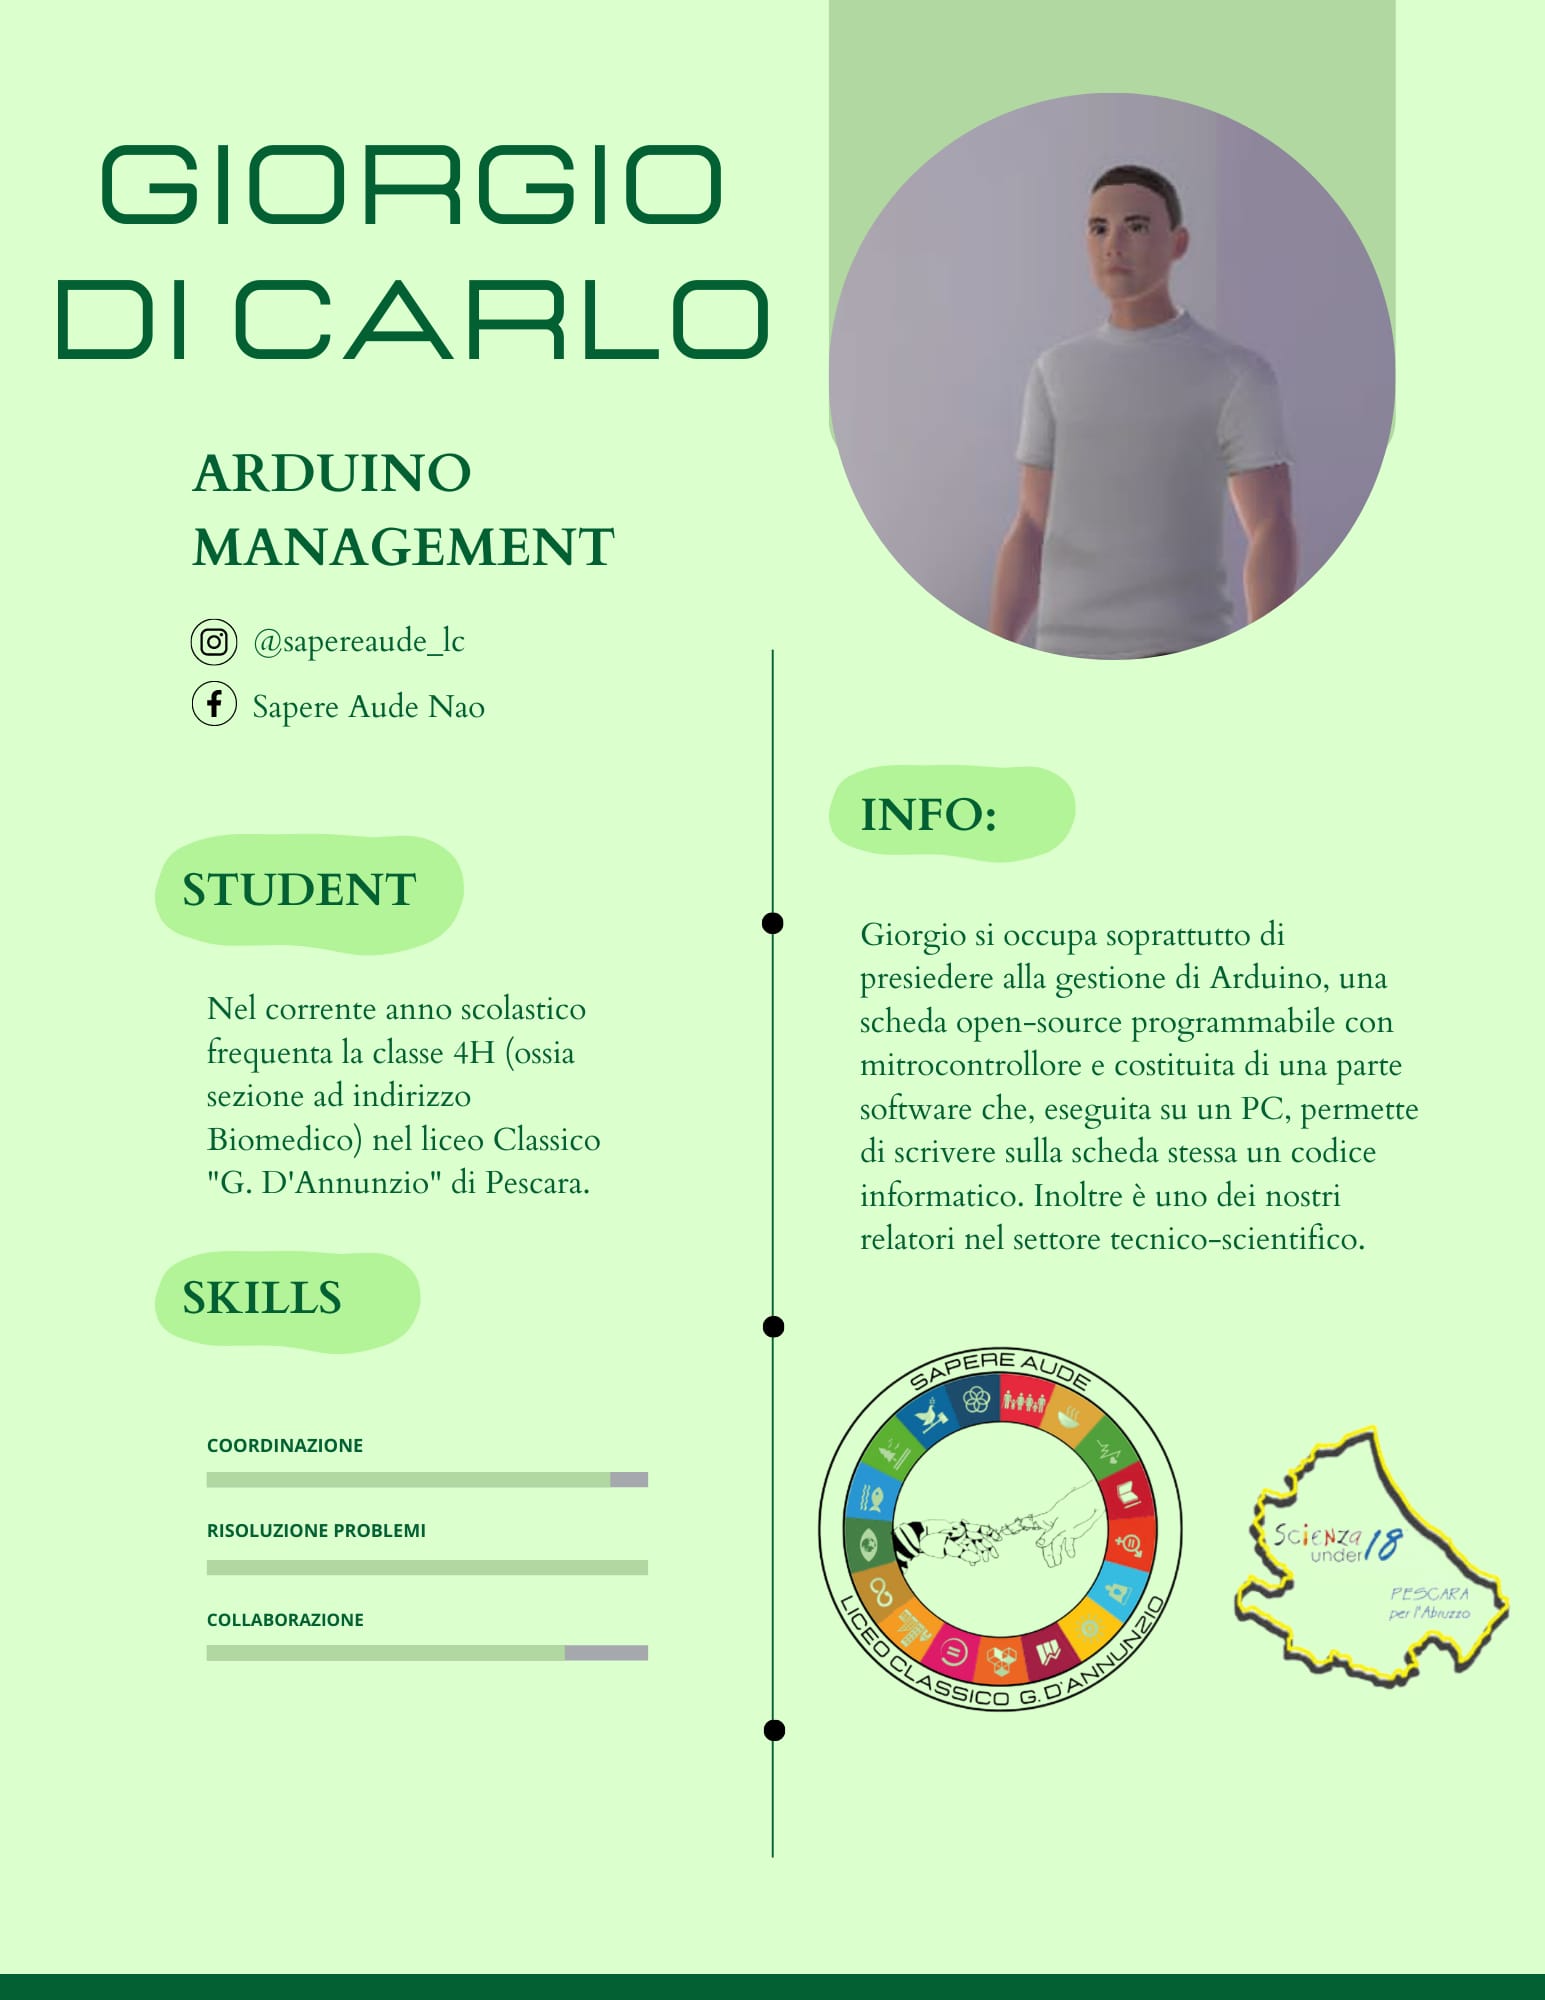 GIORGIO
DI CARLO
ARDUINO
MANAGEMENT
@sapereaude_lc
Sapere Aude Nao
STUDENT
Nel corrente anno scolastico
frequenta la classe 4H (ossia
sezione ad indirizzo
Biomedico) nel liceo Classico
"G. D'Annunzio" di Pescara.
SKILLS
COORDINAZIONE
RISOLUZIONE PROBLEMI
COLLABORAZIONE
INFO:
Giorgio si occupa soprattutto di
presiedere alla gestione di Arduino, una
scheda open-source programmabile con
mitrocontrollore e costituita di una parte
software che, eseguita su un PC, permette
di scrivere sulla scheda stessa un codice
informatico. Inoltre è uno dei nostri
relatori nel settore tecnico-scientifico.
SAPERE AUDE
LICEO CLASSICO G. D'ANNUNZIO
SciENZa
under18
PESCARA
per l'Abruzzo